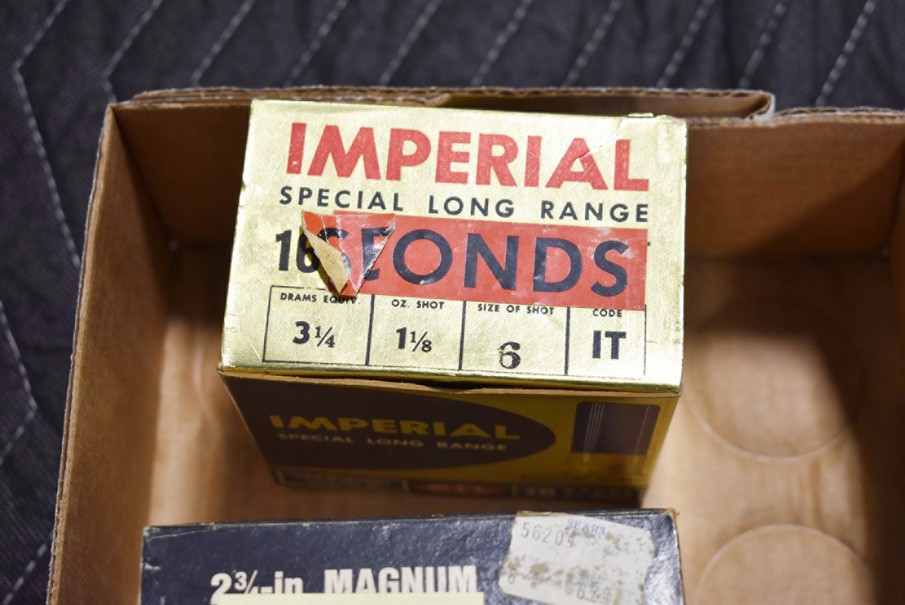 IMPERIAL
SPECIAL LONG RANGE
16
SECONDS
DRAMS EQUIV. OZ. SHOT SIZE OF SHOT CODE
3¼ 1⅛ 6 IT
IMPERIAL
SPECIAL LONG RANGE
2¾-in. MAGNUM